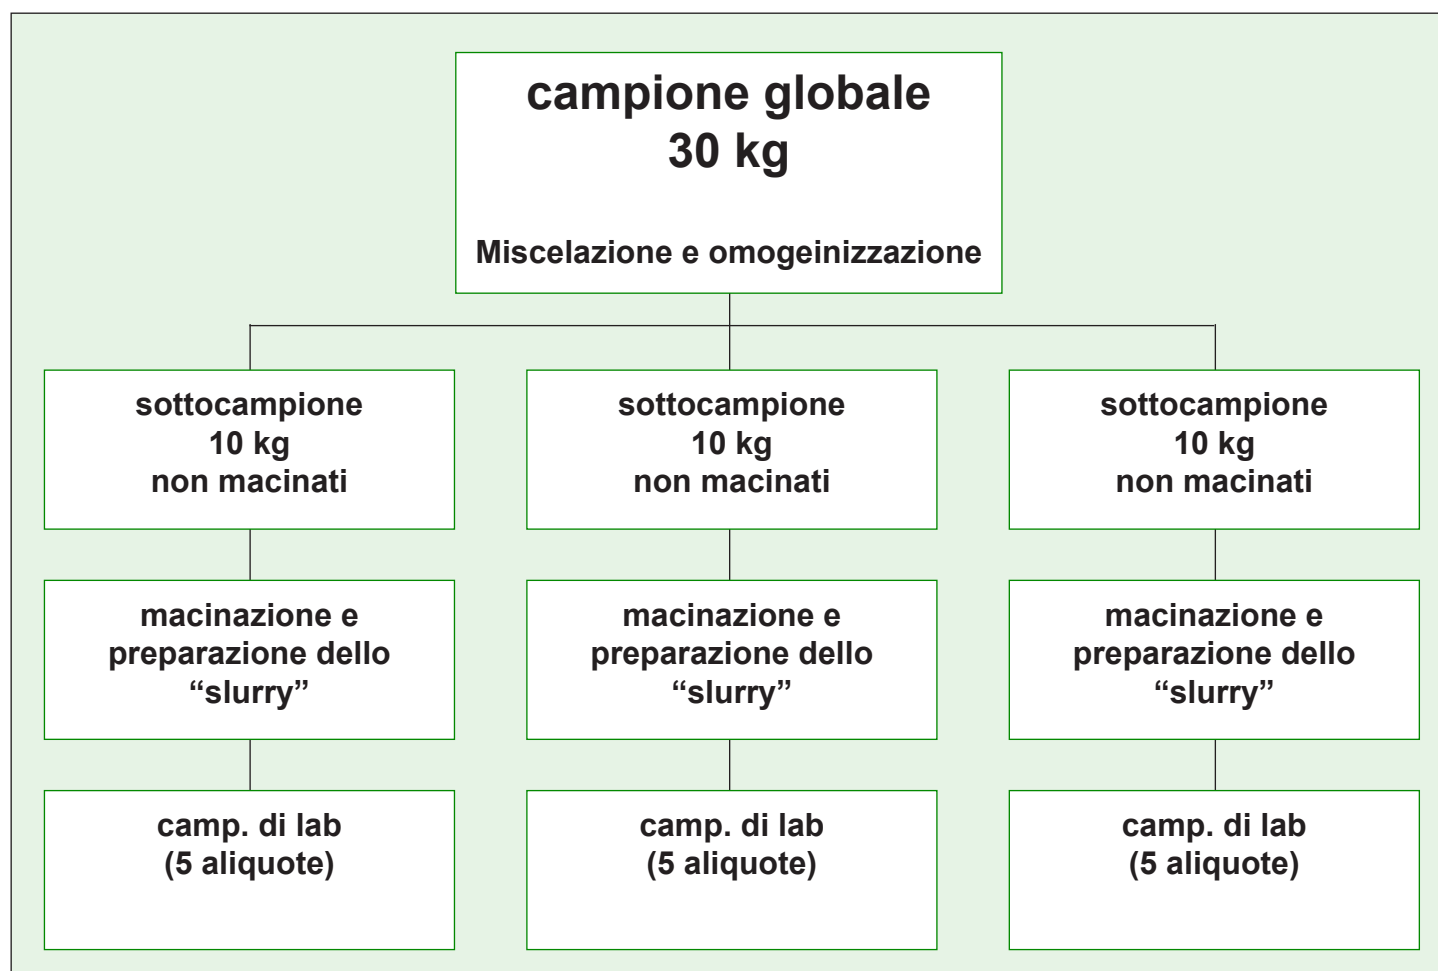 campione globale
30 kg
Miscelazione e omogeinizzazione
sottocampione
10 kg
non macinati
sottocampione
10 kg
non macinati
sottocampione
10 kg
non macinati
macinazione e
preparazione dello
“slurry”
macinazione e
preparazione dello
“slurry”
macinazione e
preparazione dello
“slurry”
camp. di lab
(5 aliquote)
camp. di lab
(5 aliquote)
camp. di lab
(5 aliquote)